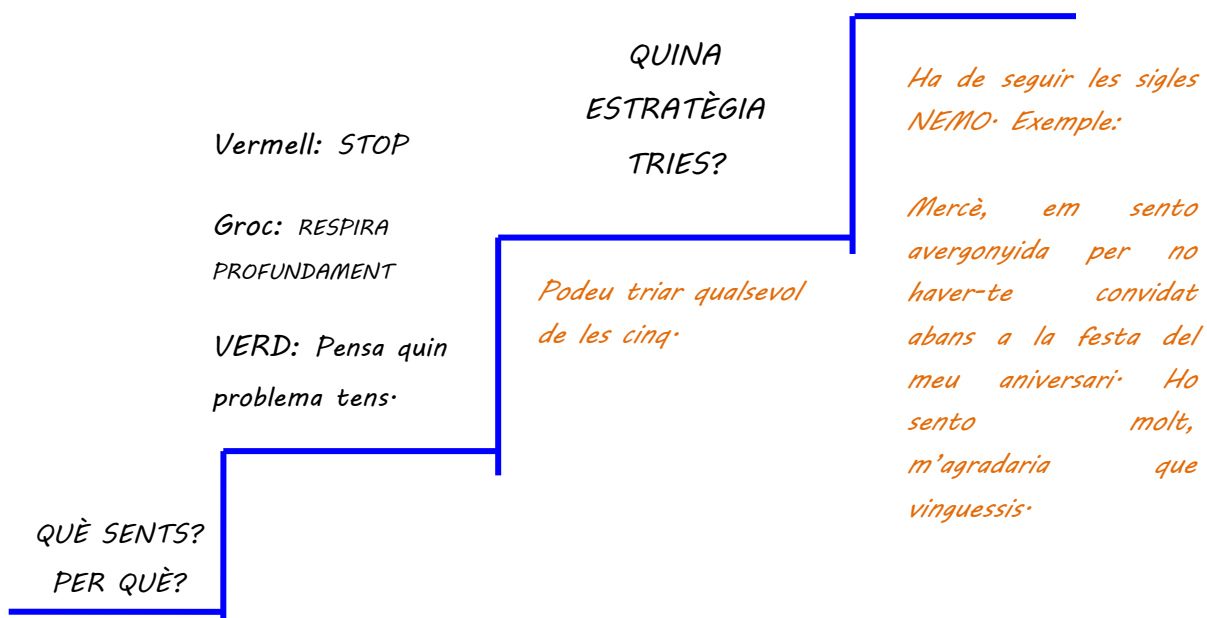 QUÈ SENTS?
PER QUÈ?
Vermell: STOP
Groc: RESPIRA
PROFUNDAMENT
VERD: Pensa quin
problema tens.
QUINA
ESTRATÈGIA
TRIES?
Podeu triar qualsevol
de les cinq.
Ha de seguir les sigles
NEMO. Exemple:
Mercè, em sento
avergonyida per no
haver-te convidat
abans a la festa del
meu aniversari. Ho
sento molt,
m'agradaria que
vinguessis.